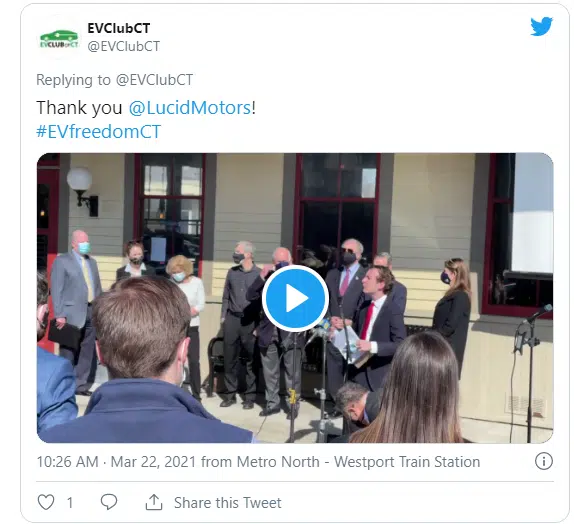 EVClubCT
@EVClubCT
EVCLUBOFCT
Replying to @EVClubCT
Thank you @LucidMotors!
#EVfreedomCT
10:26 AM · Mar 22, 2021 from Metro North - Westport Train Station
1
Share this Tweet